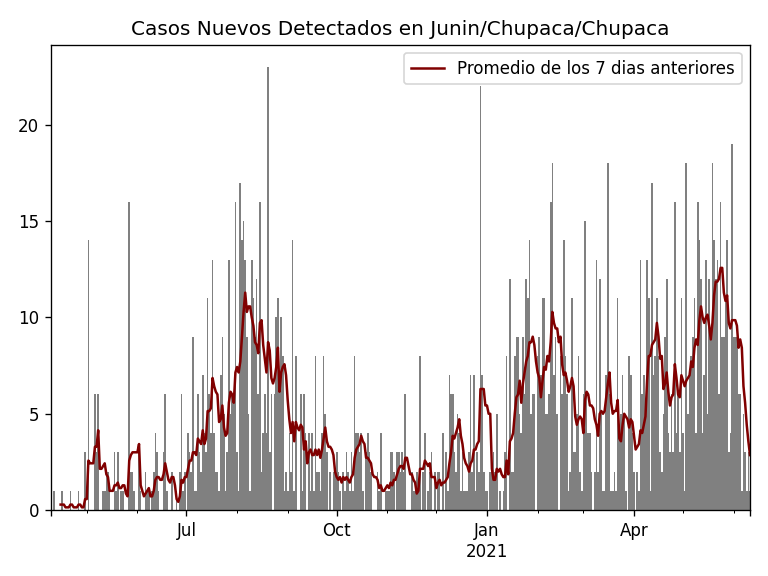 Casos Nuevos Detectados en Junin/Chupaca/Chupaca
Promedio de los 7 dias anteriores
20
15
10
5
0
Jul
Oct
Jan
Apr
2021